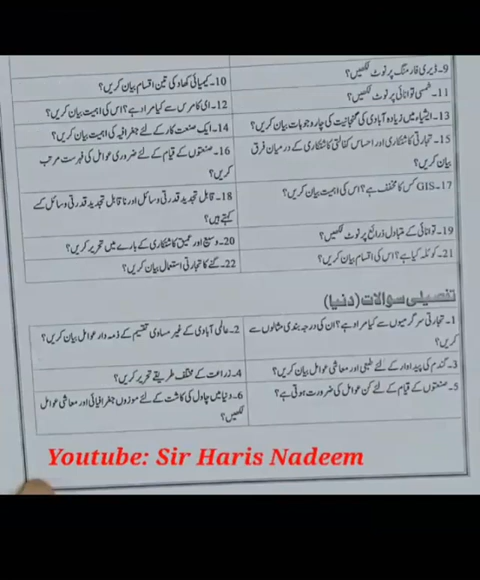 9۔ڈیری فارمنگ پر نوٹ لکھیں؟
10۔کیمیائی کھاد کی تین اقسام بیان کریں؟
11۔شمسی توانائی پر نوٹ لکھیں؟
12۔ای کامرس سے کیا مراد ہے؟ اس کی اہمیت بیان کریں؟
13۔ایشیاء میں زیادہ آبادی کی گنجانیت کی چار وجوہات بیان کریں؟
14۔ایک صنعت کار کے لئے جغرافیہ کی اہمیت بیان کریں؟
15۔تجارتی کاشتکاری اور احساس کفالتی کاشتکاری کے درمیان فرق
بیان کریں؟
16۔صنعتوں کے قیام کے لئے ضروری عوامل کی فہرست مرتب
کریں؟
17۔GIS کس کا مخفف ہے؟ اس کی اہمیت بیان کریں؟
18۔قابل تجدید قدرتی وسائل اور ناقابل تجدید قدرتی وسائل کسے
کہتے ہیں؟
19۔توانائی کے متبادل ذرائع پر نوٹ لکھیں؟
20۔وسیع اور عمیق کاشتکاری کے بارے میں تحریر کریں؟
21۔کوئلہ کیا ہے؟ اس کی اقسام بیان کریں؟
22۔گنے کا تجارتی استعمال بیان کریں؟
تفصیلی سوالات (دنیا)
1۔تجارتی سرگرمیوں سے کیا مراد ہے؟ ان کی درجہ بندی مثالوں سے
کریں؟
2۔عالمی آبادی کے غیر مساوی تقسیم کے ذمہ دار عوامل بیان کریں؟
3۔گندم کی پیداوار کے لئے طبیعی اور معاشی عوامل بیان کریں؟
4۔زراعت کے مختلف طریقے تحریر کریں؟
5۔صنعتوں کے قیام کے لئے کن عوامل کی ضرورت ہوتی ہے؟
6۔دنیا میں چاول کی کاشت کے لئے موزوں جغرافیائی اور معاشی عوامل
لکھیں؟
Youtube: Sir Haris Nadeem